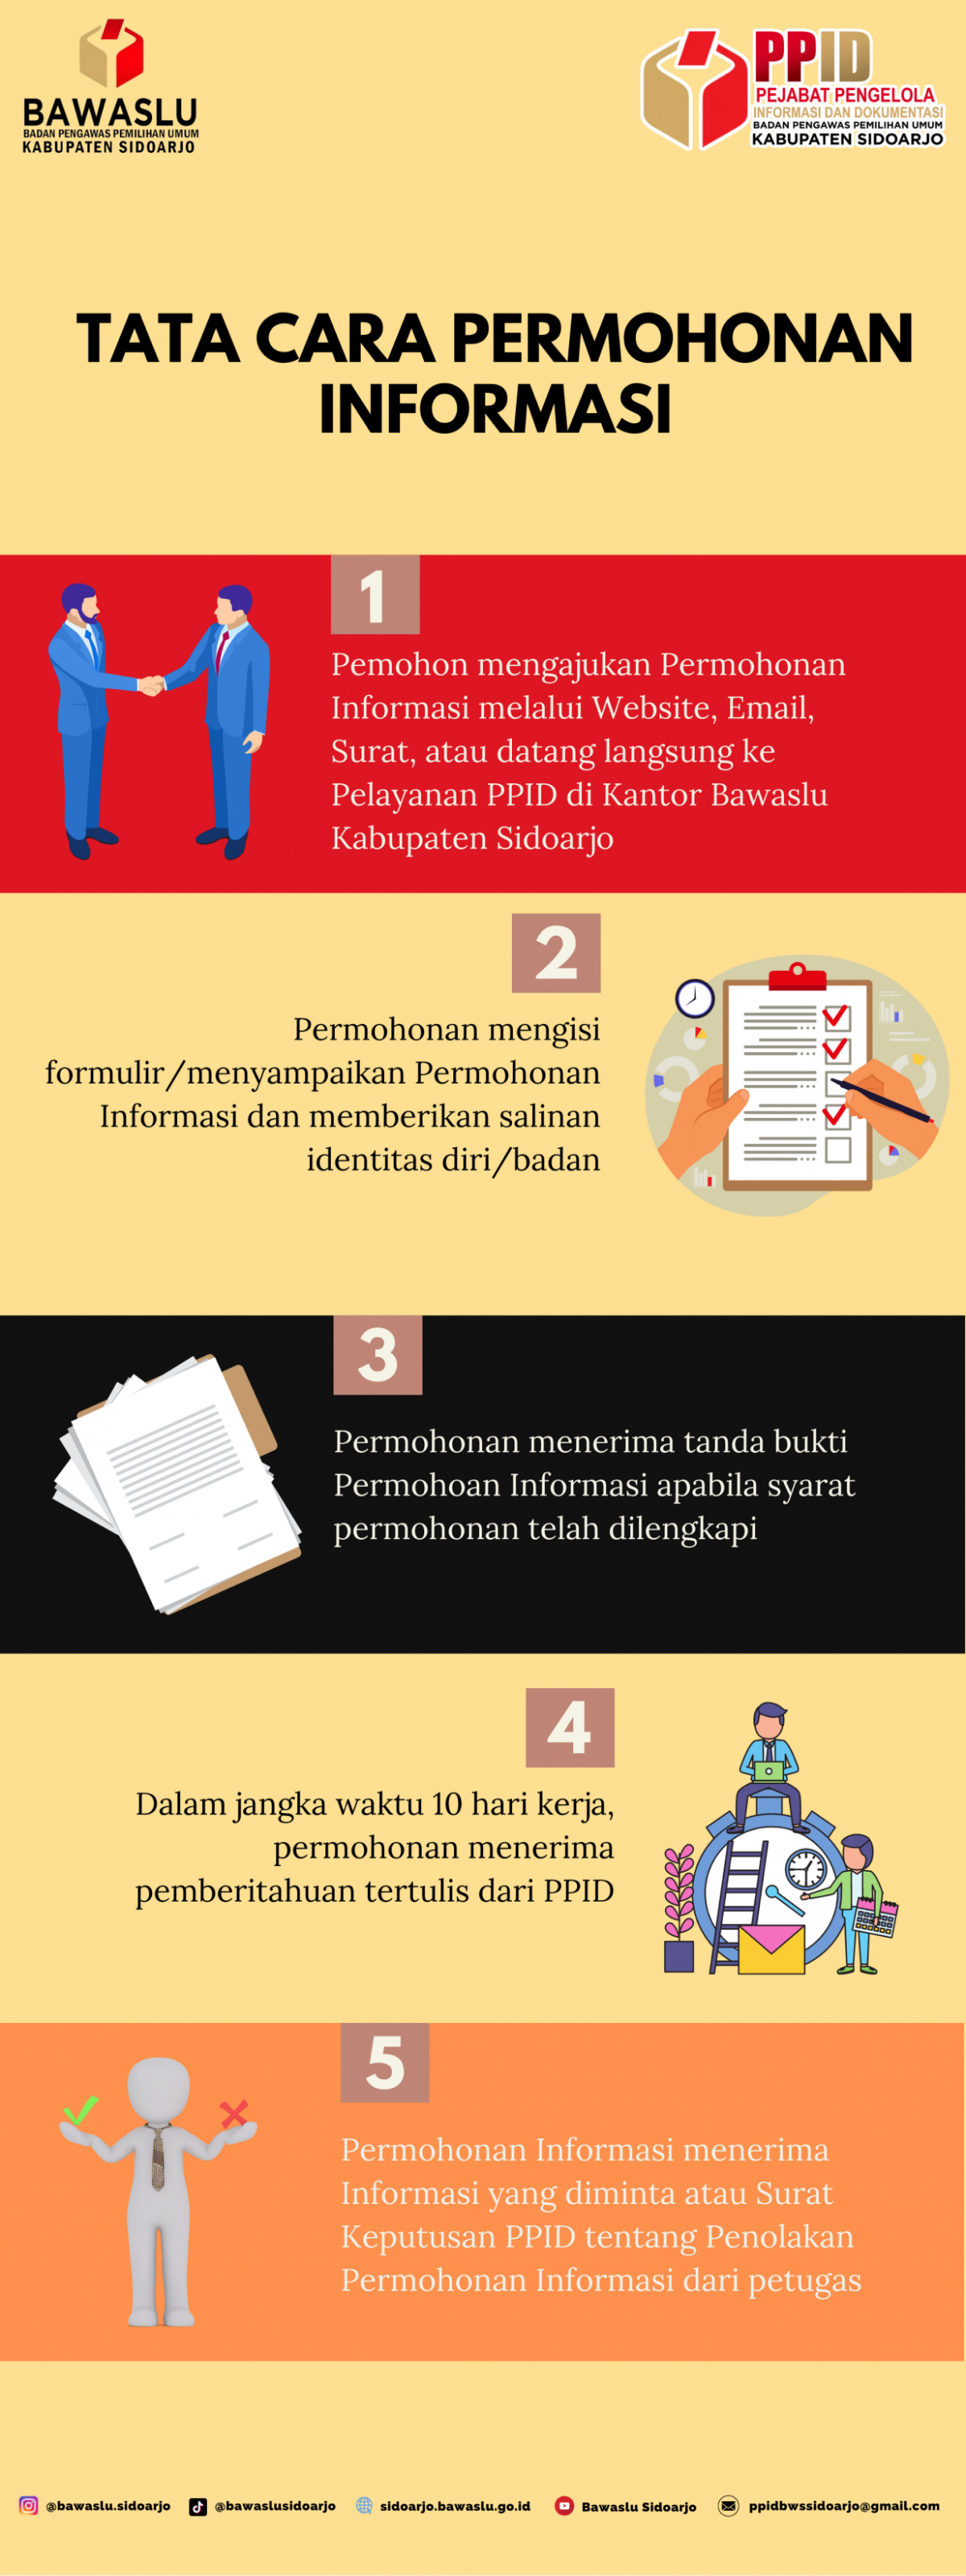 BAWASLU
BADAN PENGAWAS PEMILIHAN UMUM
KABUPATEN SIDOARJO
PPID
PEJABAT PENGELOLA
INFORMASI DAN DOKUMENTASI
BADAN PENGAWAS PEMILIHAN UMUM
KABUPATEN SIDOARJO
TATA CARA PERMOHONAN
INFORMASI
1
Pemohon mengajukan Permohonan
Informasi melalui Website, Email,
Surat, atau datang langsung ke
Pelayanan PPID di Kantor Bawaslu
Kabupaten Sidoarjo
2
Permohonan mengisi
formulir/menyampaikan Permohonan
Informasi dan memberikan salinan
identitas diri/badan
3
Permohonan menerima tanda bukti
Permohoan Informasi apabila syarat
permohonan telah dilengkapi
4
Dalam jangka waktu 10 hari kerja,
permohonan menerima
pemberitahuan tertulis dari PPID
5
Permohonan Informasi menerima
Informasi yang diminta atau Surat
Keputusan PPID tentang Penolakan
Permohonan Informasi dari petugas
@bawaslu.sidoarjo @bawaslusidoarjo sidoarjo.bawaslu.go.id Bawaslu Sidoarjo ppidbwssidoarjo@gmail.com